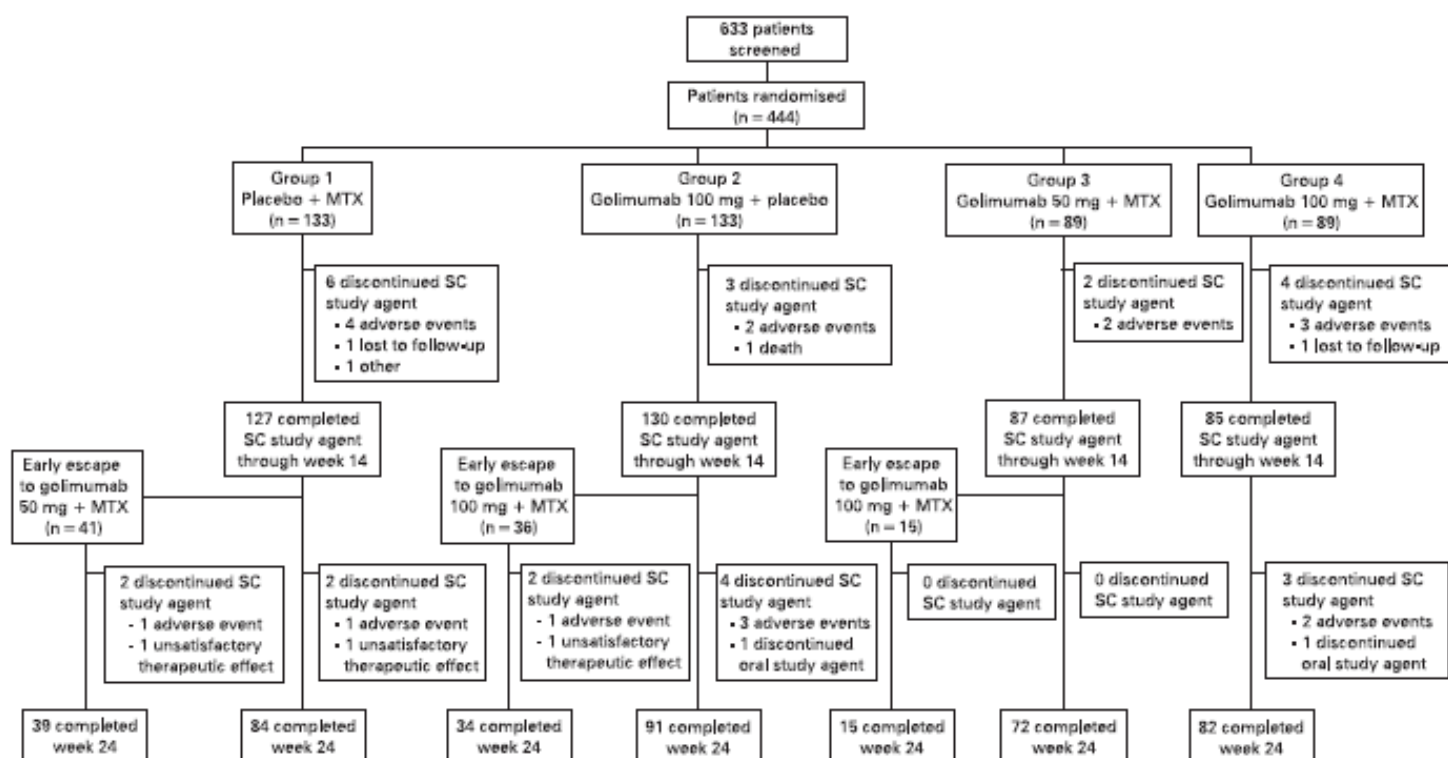 633 patients
screened
Patients randomised
(n = 444)
Group 1
Placebo + MTX
(n = 133)
Group 2
Golimumab 100 mg + placebo
(n = 133)
Group 3
Golimumab 50 mg + MTX
(n = 89)
Group 4
Golimumab 100 mg + MTX
(n = 89)
6 discontinued SC
study agent
▪ 4 adverse events
▪ 1 lost to follow-up
▪ 1 other
3 discontinued SC
study agent
▪ 2 adverse events
▪ 1 death
2 discontinued SC
study agent
▪ 2 adverse events
4 discontinued SC
study agent
▪ 3 adverse events
▪ 1 lost to follow-up
127 completed
SC study agent
through week 14
130 completed
SC study agent
through week 14
87 completed
SC study agent
through week 14
85 completed
SC study agent
through week 14
Early escape
to golimumab
50 mg + MTX
(n = 41)
Early escape
to golimumab
100 mg + MTX
(n = 36)
Early escape
to golimumab
100 mg + MTX
(n = 15)
2 discontinued SC
study agent
- 1 adverse event
- 1 unsatisfactory
therapeutic effect
2 discontinued SC
study agent
▪ 1 adverse event
▪ 1 unsatisfactory
therapeutic effect
2 discontinued SC
study agent
- 1 adverse event
- 1 unsatisfactory
therapeutic effect
4 discontinued SC
study agent
▪ 3 adverse events
▪ 1 discontinued
oral study agent
0 discontinued
SC study agent
0 discontinued
SC study agent
3 discontinued SC
study agent
▪ 2 adverse events
▪ 1 discontinued
oral study agent
39 completed
week 24
84 completed
week 24
34 completed
week 24
91 completed
week 24
15 completed
week 24
72 completed
week 24
82 completed
week 24